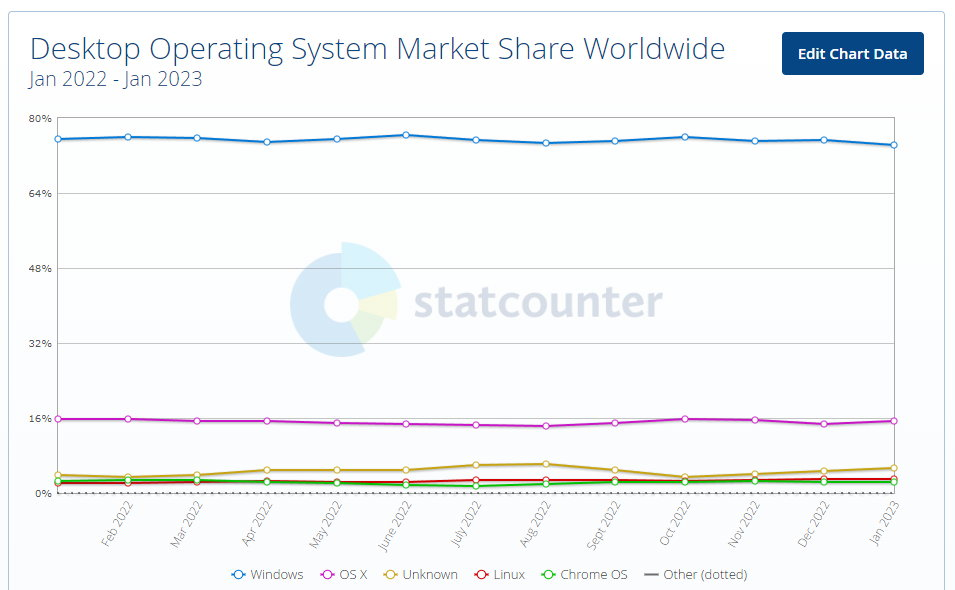 Desktop Operating System Market Share Worldwide
Jan 2022 - Jan 2023
Edit Chart Data
80%
64%
48%
statcounter
32%
16%
0%
Feb 2022 Mar 2022 Apr 2022 May 2022 June 2022 July 2022 Aug 2022 Sept 2022 Oct 2022 Nov 2022 Dec 2022 Jan 2023
Windows OS X Unknown Linux Chrome OS Other (dotted)